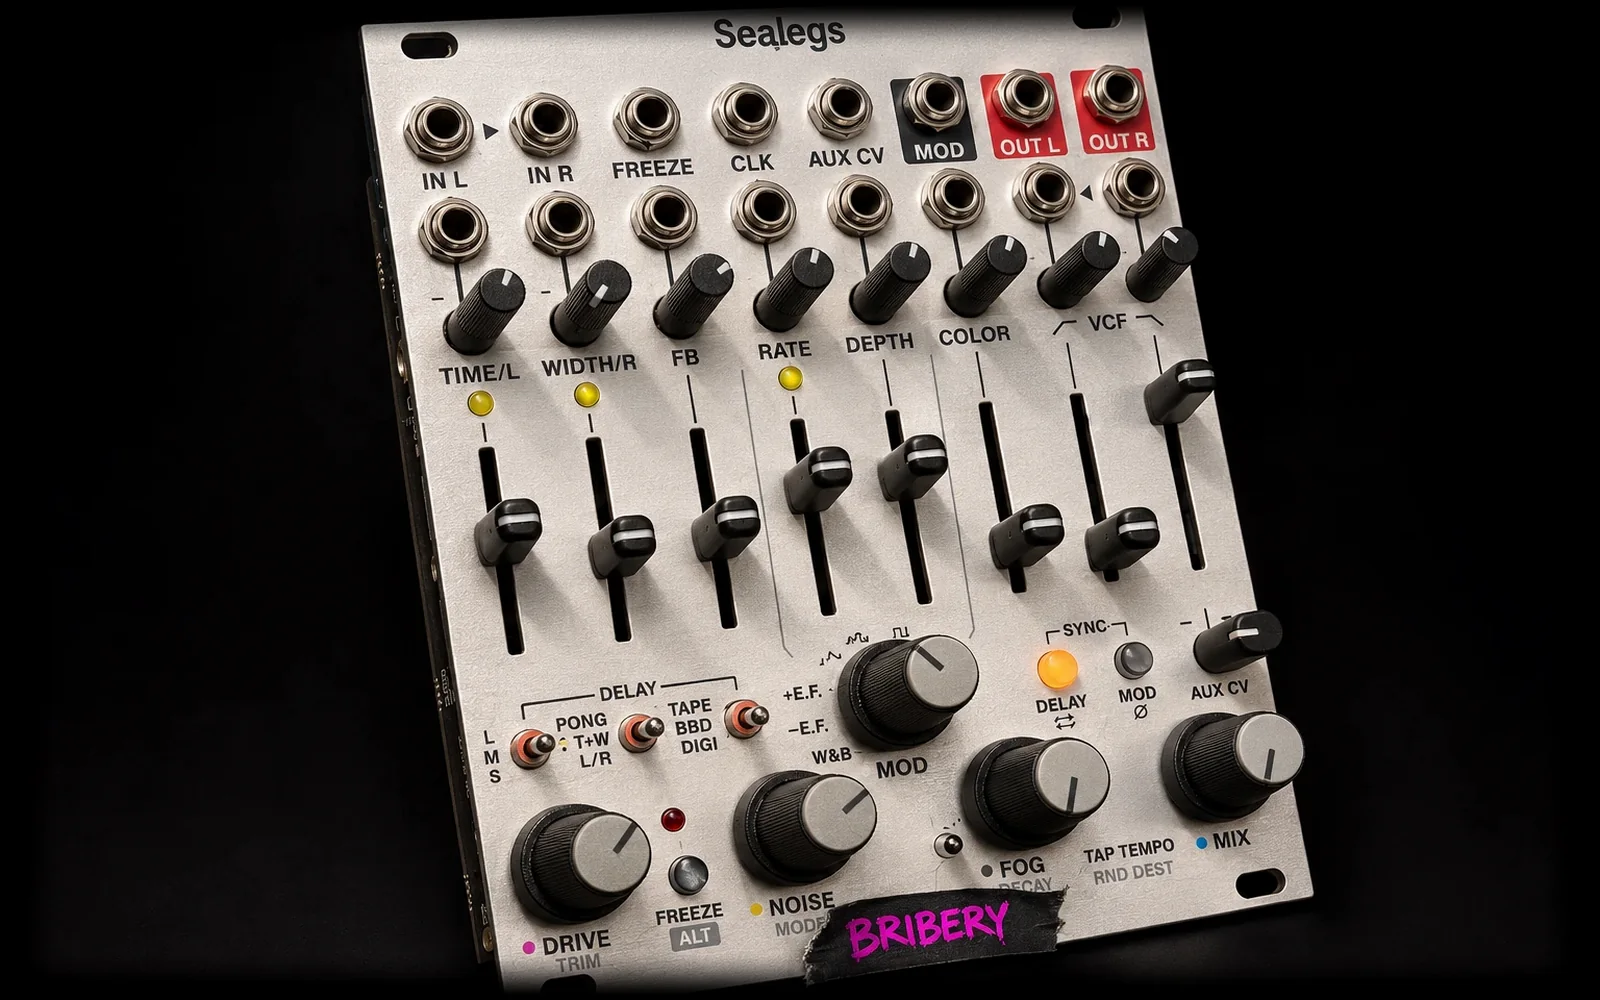 Sealegs
IN L
IN R
FREEZE
CLK
AUX CV
MOD
OUT L
OUT R
TIME/L
WIDTH/R
FB
RATE
DEPTH
COLOR
VCF
DELAY
L
M
S
PONG
T+W
L/R
TAPE
BBD
DIGI
+E.F.
–E.F.
W&B
MOD
SYNC
DELAY
MOD
AUX CV
DRIVE
TRIM
FREEZE
ALT
NOISE
MODE
FOG
DECAY
TAP TEMPO
RND DEST
MIX
BRIBERY